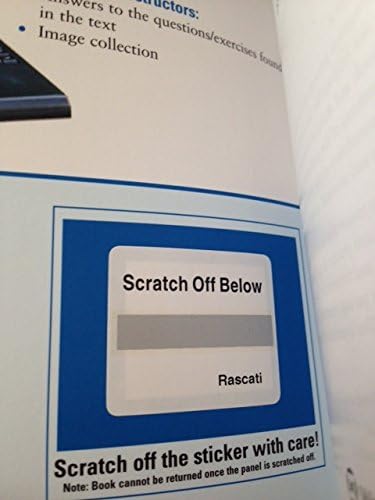 structors:
answers to the questions/exercises found
in the text
• Image collection
Scratch Off Below
Rascati
Scratch off the sticker with care!
Note: Book cannot be returned once the panel is scratched off.